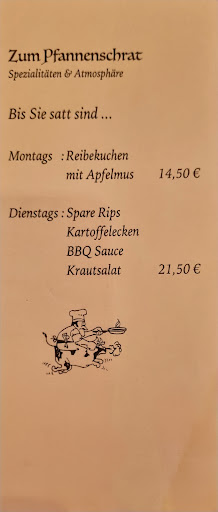 Zum Pfannenschrat
Spezialitäten & Atmosphäre
Bis Sie satt sind ...
Montags : Reibekuchen
mit Apfelmus 14,50 €
Dienstags : Spare Rips
Kartoffelecken
BBQ Sauce
Krautsalat 21,50 €